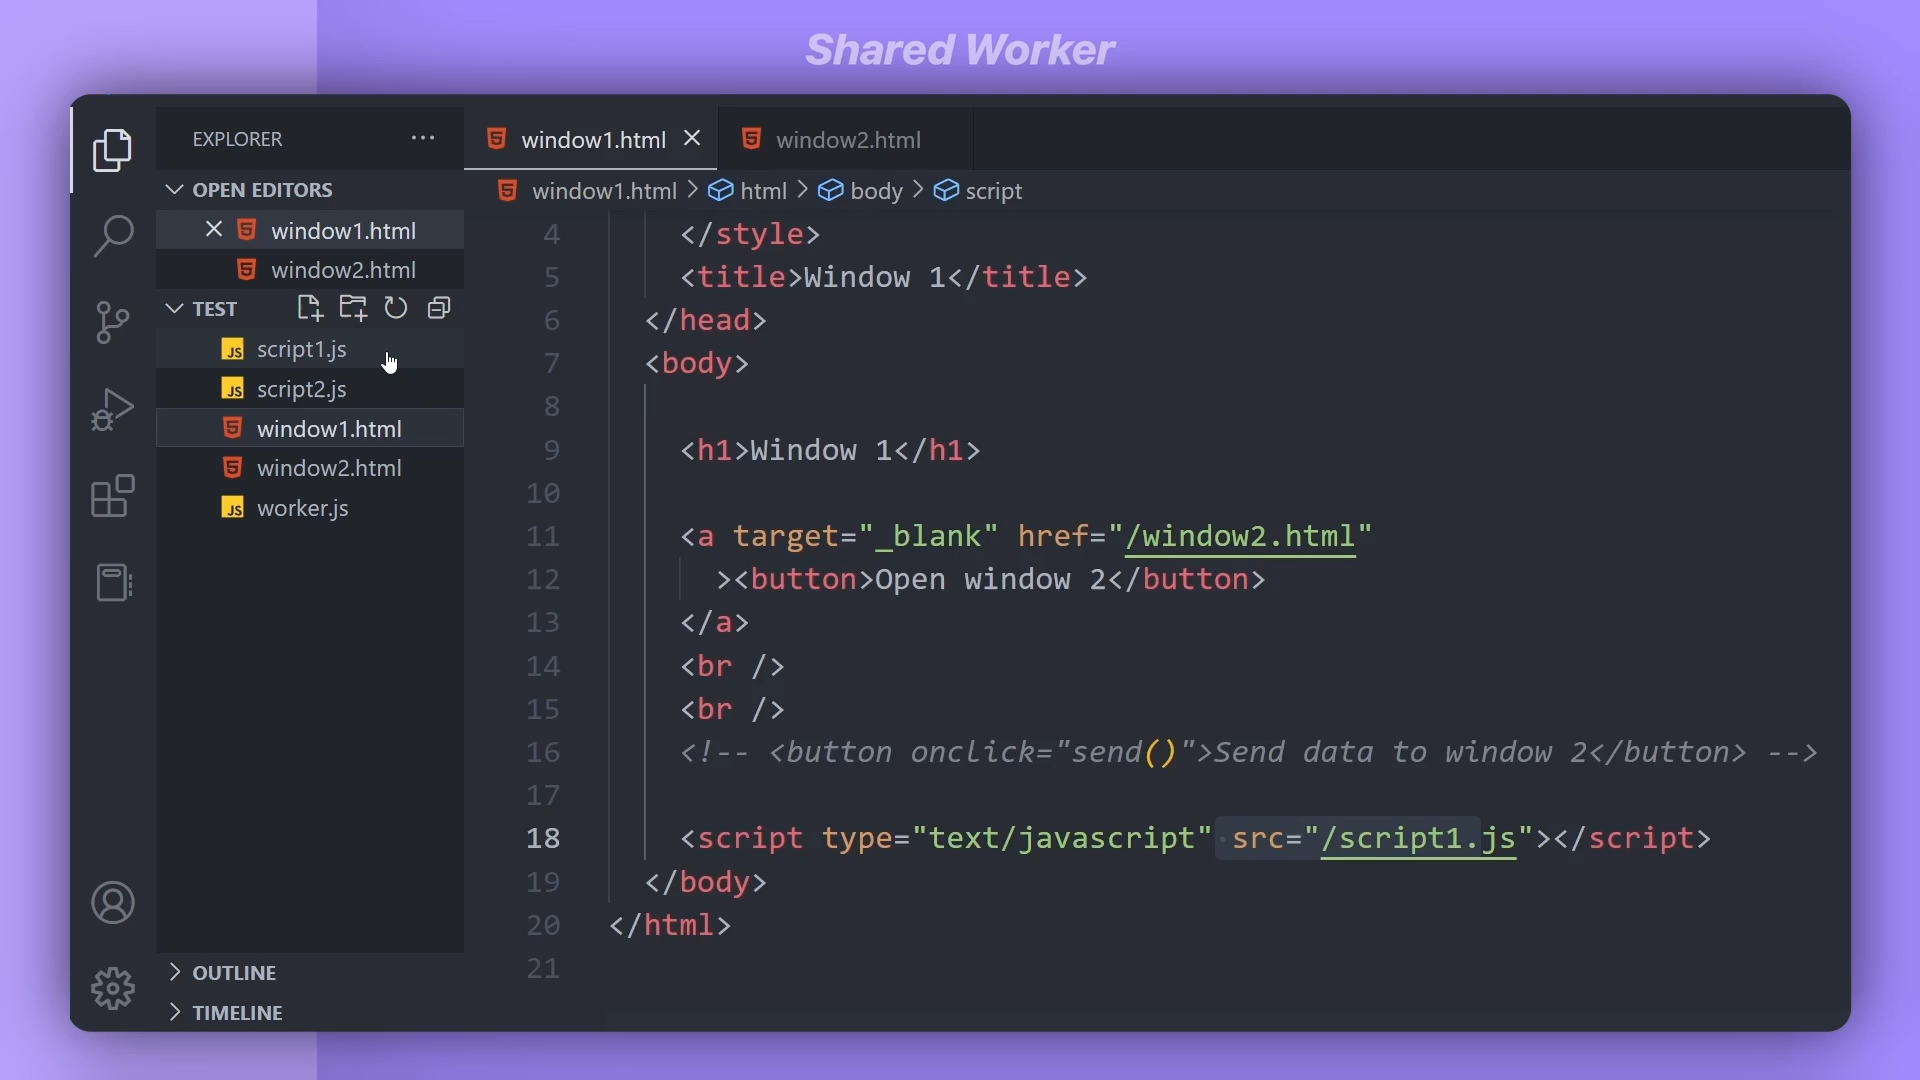 Shared Worker
EXPLORER
OPEN EDITORS
window1.html
window2.html
TEST
JS script1.js
JS script2.js
window1.html
window2.html
JS worker.js
OUTLINE
TIMELINE
window1.html
window2.html
window1.html > html > body > script
4 </style>
5 <title>Window 1</title>
6 </head>
7 <body>
8
9 <h1>Window 1</h1>
10
11 <a target="_blank" href="/window2.html"
12 ><button>Open window 2</button>
13 </a>
14 <br />
15 <br />
16 <!-- <button onclick="send()">Send data to window 2</button> -->
17
18 <script type="text/javascript" src="/script1.js"></script>
19 </body>
20 </html>
21